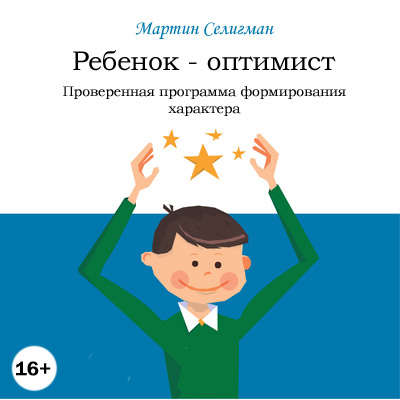 Мартин Селигман
Ребенок - оптимист
Проверенная программа формирования
характера
16+